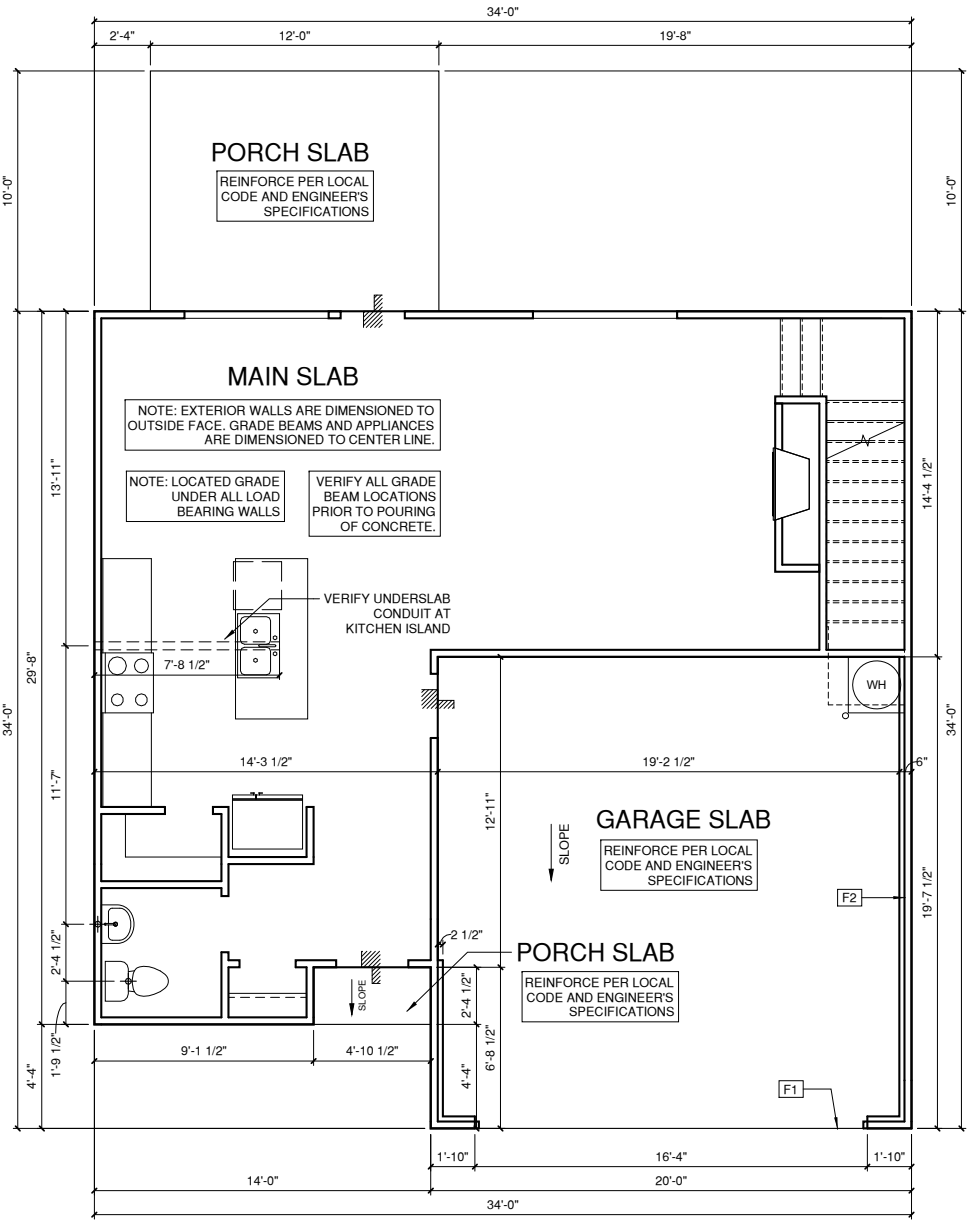 34'-0"
2'-4"
12'-0"
19'-8"
10'-0"
10'-0"
PORCH SLAB
REINFORCE PER LOCAL
CODE AND ENGINEER'S
SPECIFICATIONS
MAIN SLAB
NOTE: EXTERIOR WALLS ARE DIMENSIONED TO
OUTSIDE FACE. GRADE BEAMS AND APPLIANCES
ARE DIMENSIONED TO CENTER LINE.
NOTE: LOCATED GRADE
UNDER ALL LOAD
BEARING WALLS
VERIFY ALL GRADE
BEAM LOCATIONS
PRIOR TO POURING
OF CONCRETE.
13'-11"
14'-4 1/2"
VERIFY UNDERSLAB
CONDUIT AT
KITCHEN ISLAND
7'-8 1/2"
29'-8"
34'-0"
WH
34'-0"
14'-3 1/2"
19'-2 1/2"
6"
11'-7"
12'-11"
SLOPE
GARAGE SLAB
REINFORCE PER LOCAL
CODE AND ENGINEER'S
SPECIFICATIONS
F2
19'-7 1/2"
2'-4 1/2"
2 1/2"
PORCH SLAB
REINFORCE PER LOCAL
CODE AND ENGINEER'S
SPECIFICATIONS
SLOPE
2'-4 1/2"
6'-8 1/2"
1'-9 1/2"
4'-4"
9'-1 1/2"
4'-10 1/2"
4'-4"
F1
1'-10"
16'-4"
1'-10"
14'-0"
20'-0"
34'-0"